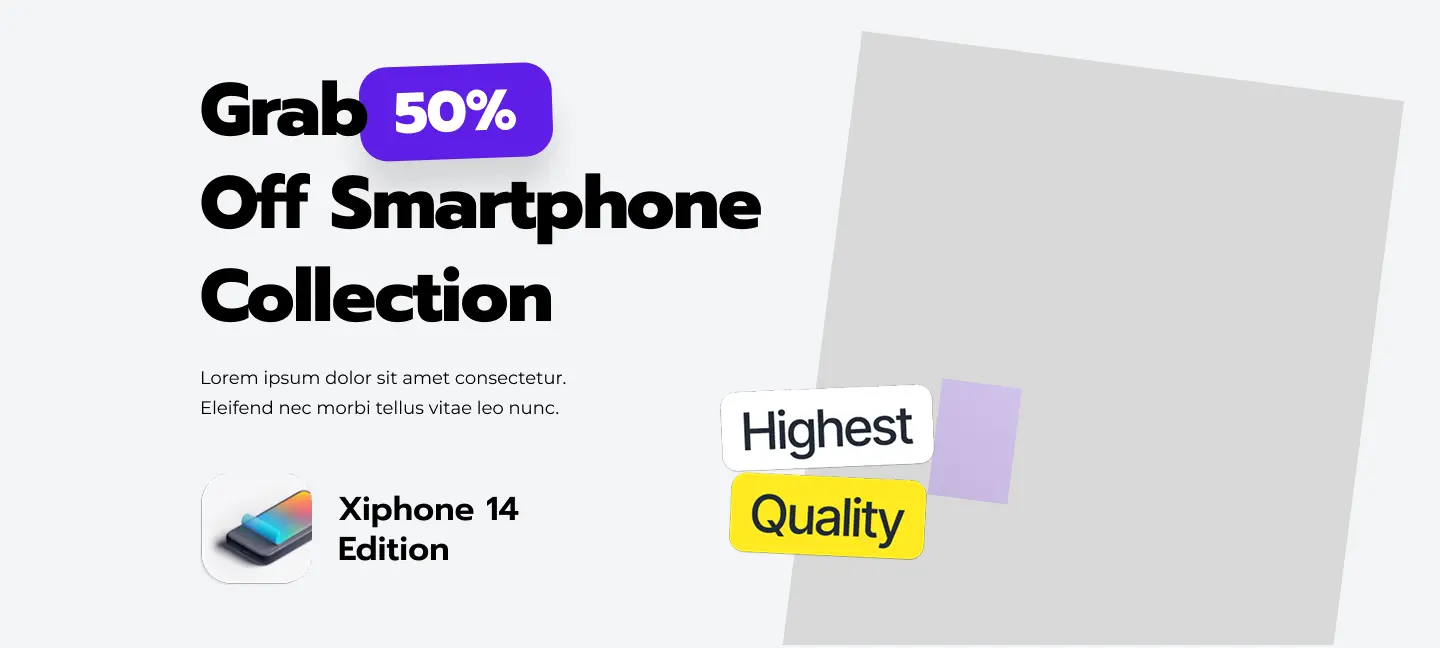 Grab 50%
Off Smartphone
Collection
Lorem ipsum dolor sit amet consectetur.
Eleifend nec morbi tellus vitae leo nunc.
Xiphone 14
Edition
Highest
Quality